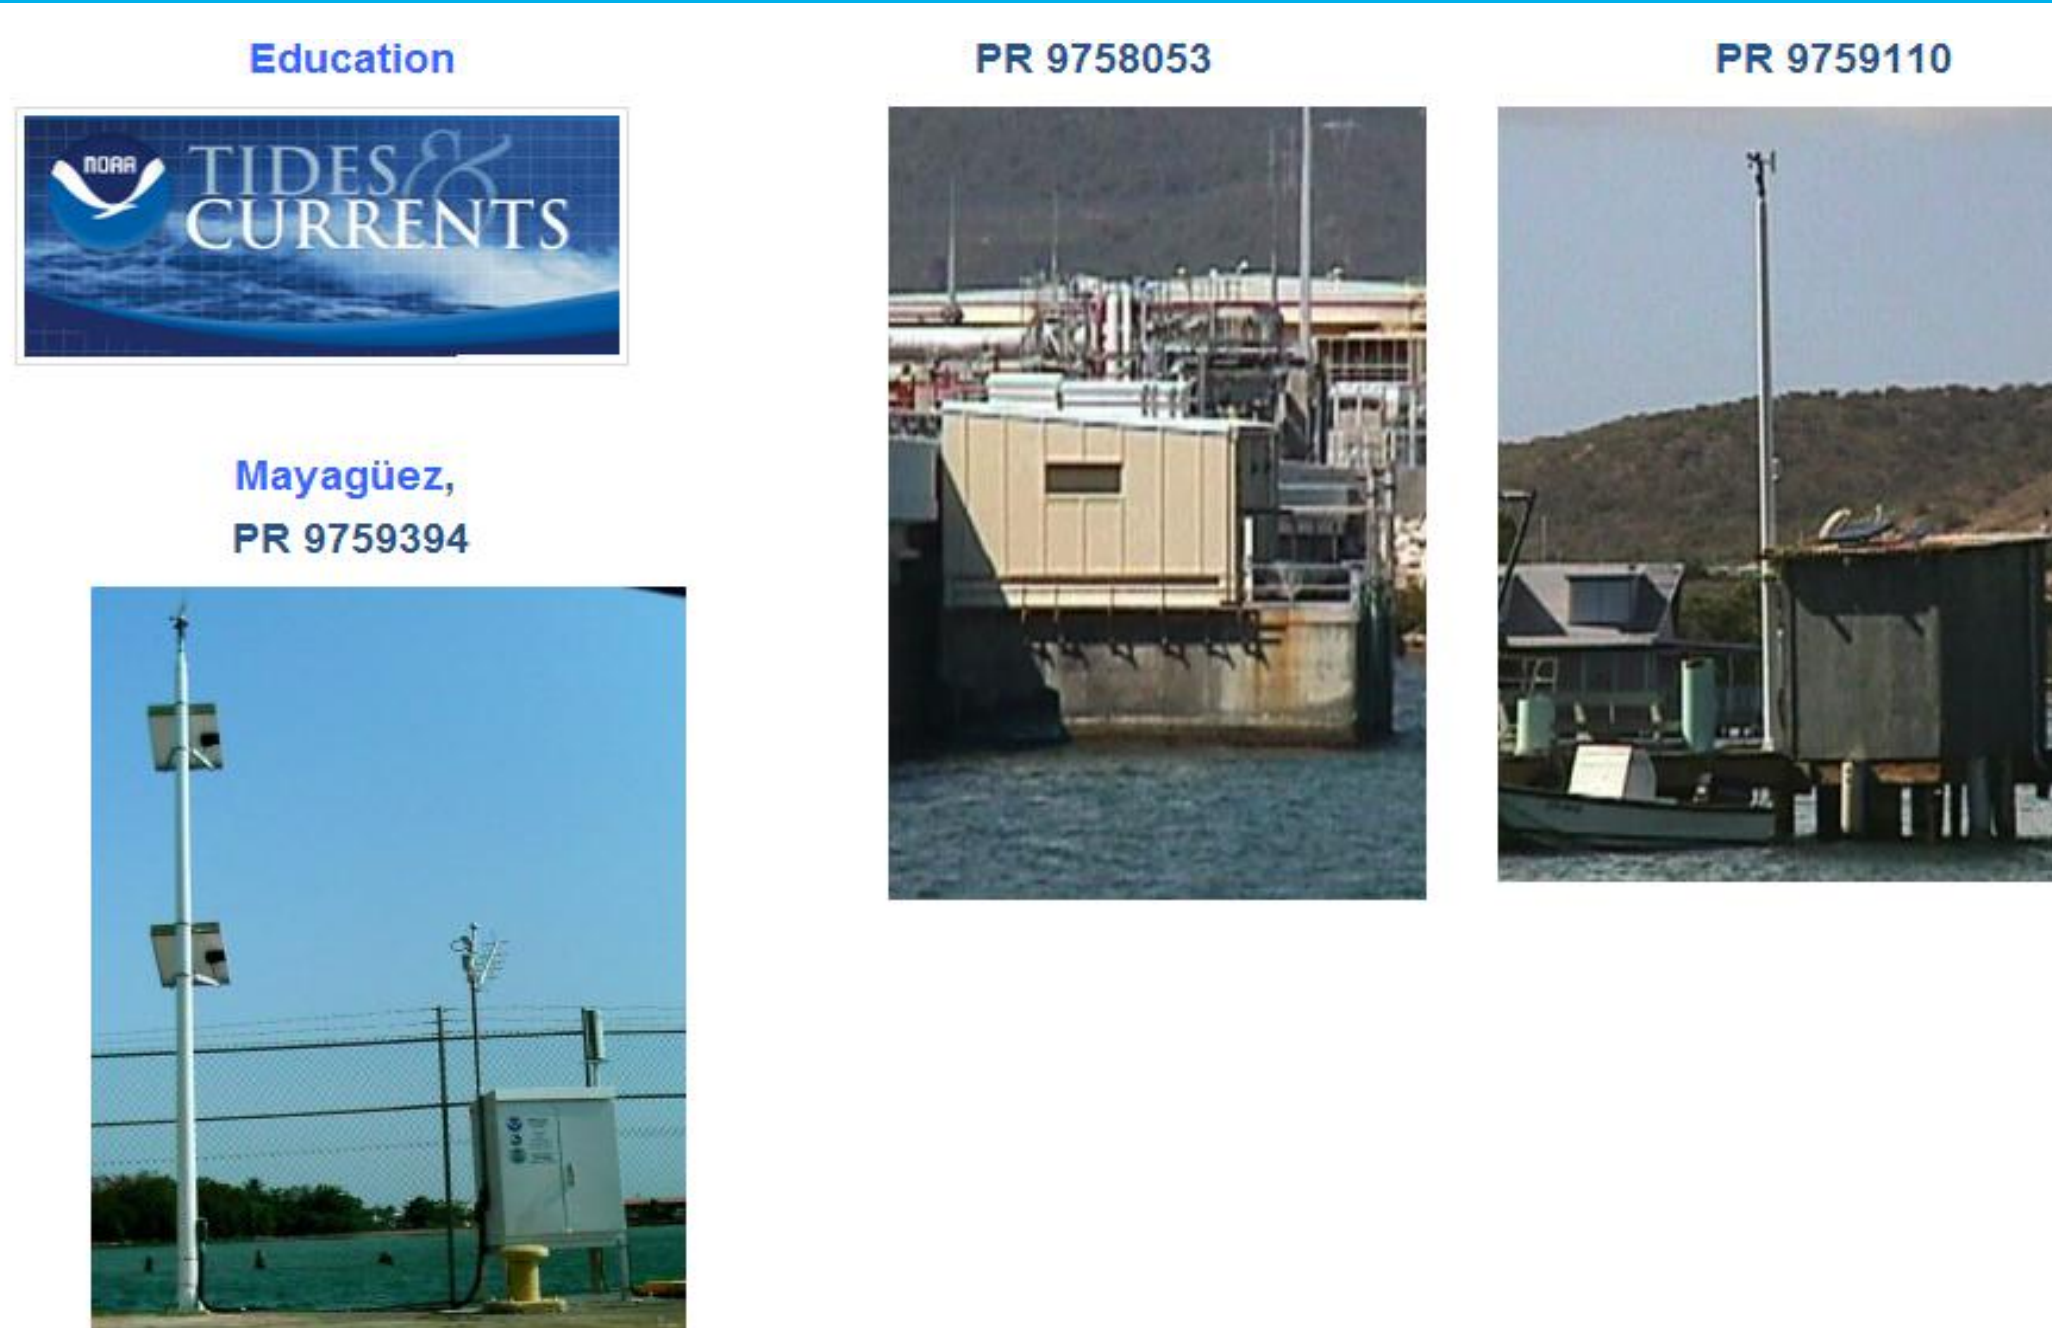 Education
PR 9758053
PR 9759110
NOAA
TIDES &
CURRENTS
Mayagüez,
PR 9759394